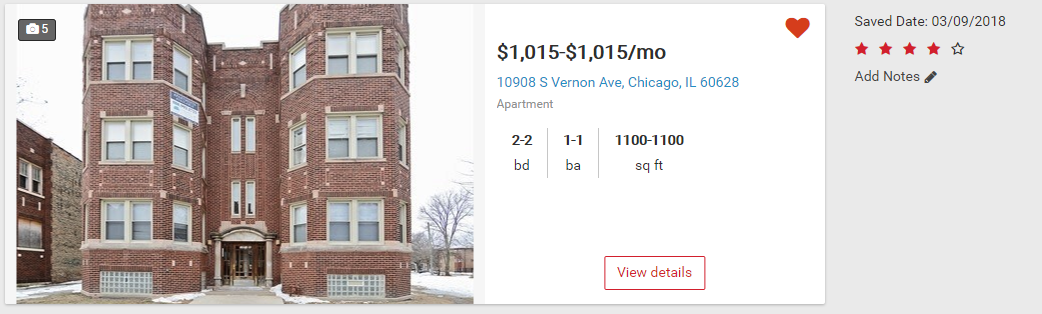 5
$1,015-$1,015/mo
10908 S Vernon Ave, Chicago, IL 60628
Apartment
2-2 1-1 1100-1100
bd ba sq ft
View details
Saved Date: 03/09/2018
Add Notes